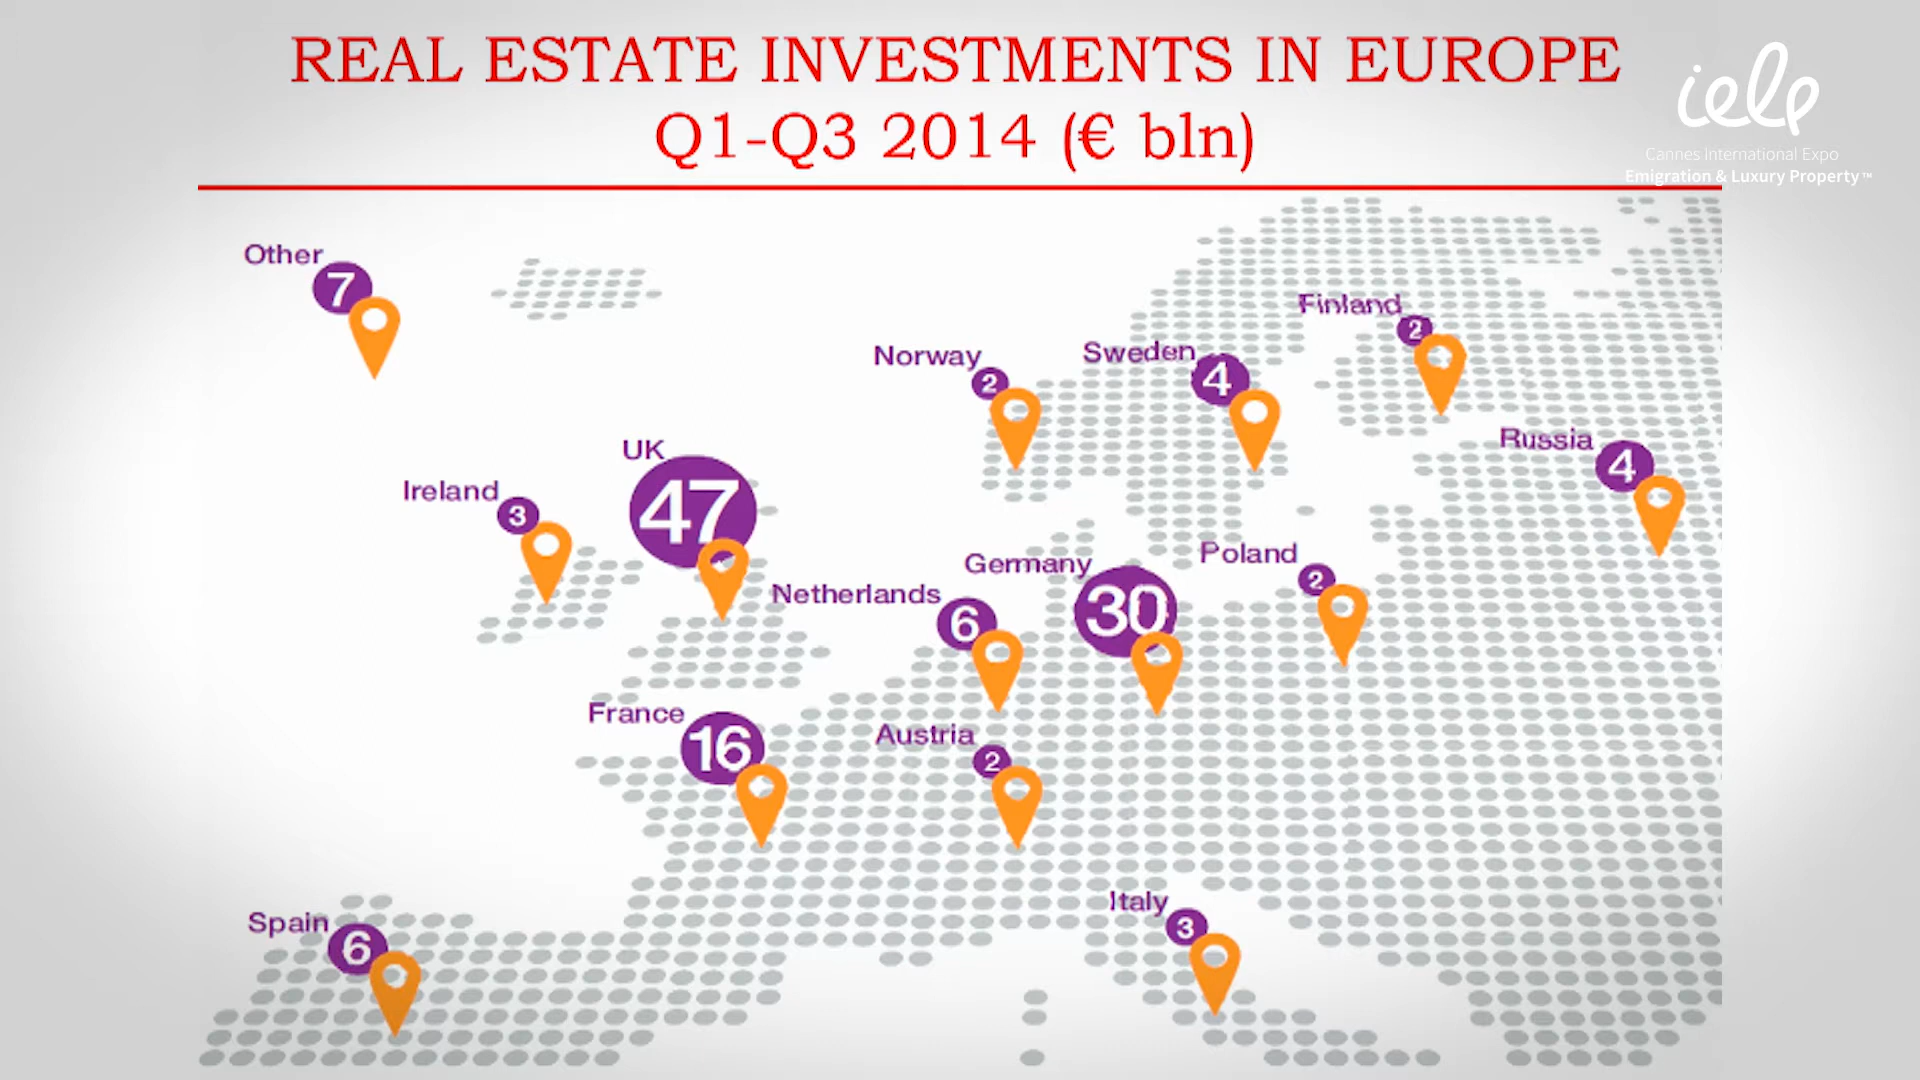 REAL ESTATE INVESTMENTS IN EUROPE
Q1-Q3 2014 (€ bln)
ielp
Cannes International Expo
Emigration & Luxury Property™
Other
7
Finland
2
Norway
2
Sweden
4
Russia
4
UK
47
Ireland
3
Germany
30
Poland
2
Netherlands
6
France
16
Austria
2
Italy
3
Spain
6